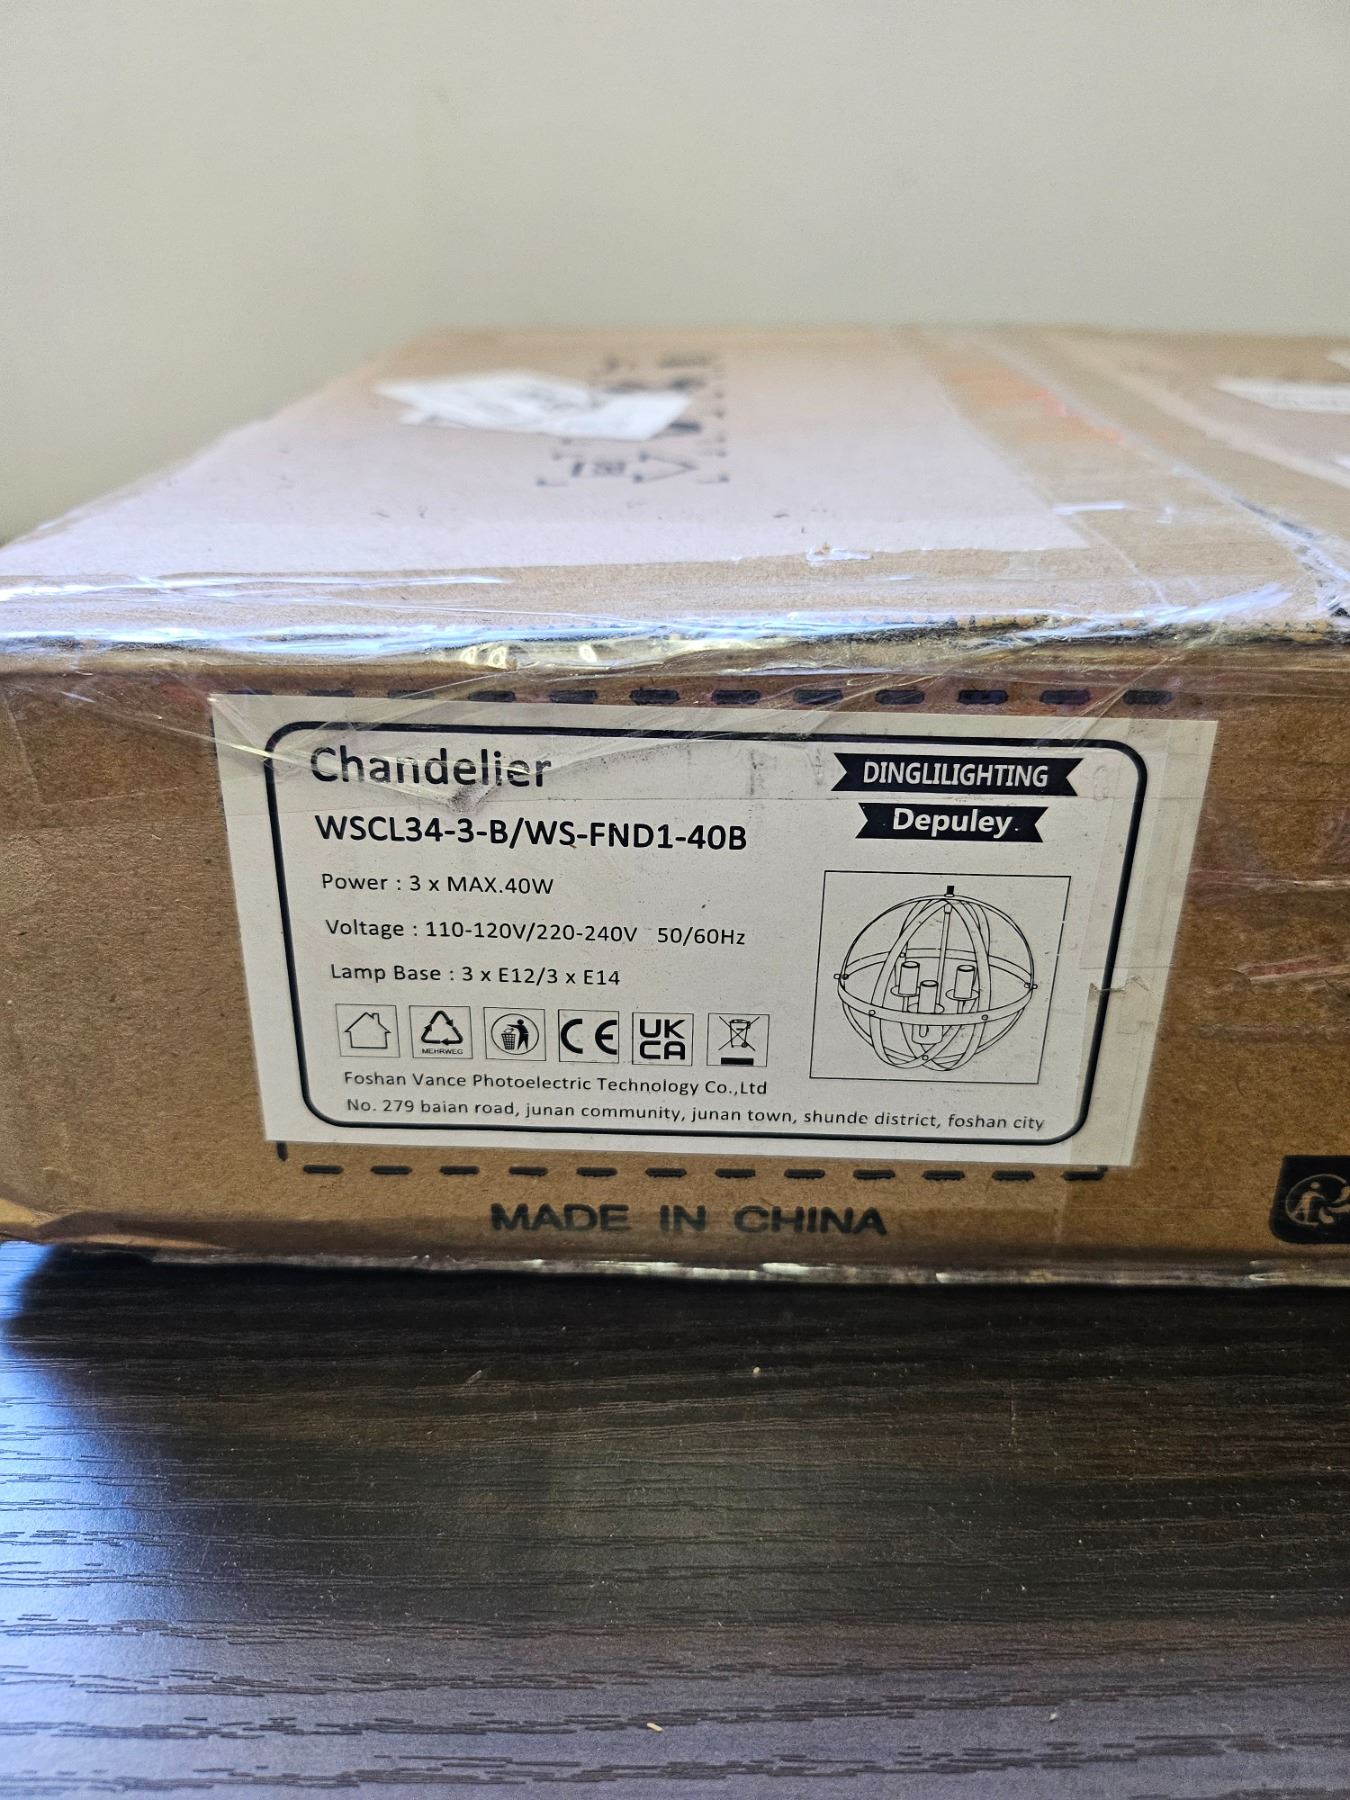 Chandelier
DINGLILIGHTING
Depuley
WSCL34-3-B/WS-FND1-40B
Power : 3 x MAX.40W
Voltage : 110-120V/220-240V 50/60Hz
Lamp Base : 3 x E12/3 x E14
MEHRWEG
CE
UK
CA
Foshan Vance Photoelectric Technology Co.,Ltd
No. 279 baian road, junan community, junan town, shunde district, foshan city
MADE IN CHINA